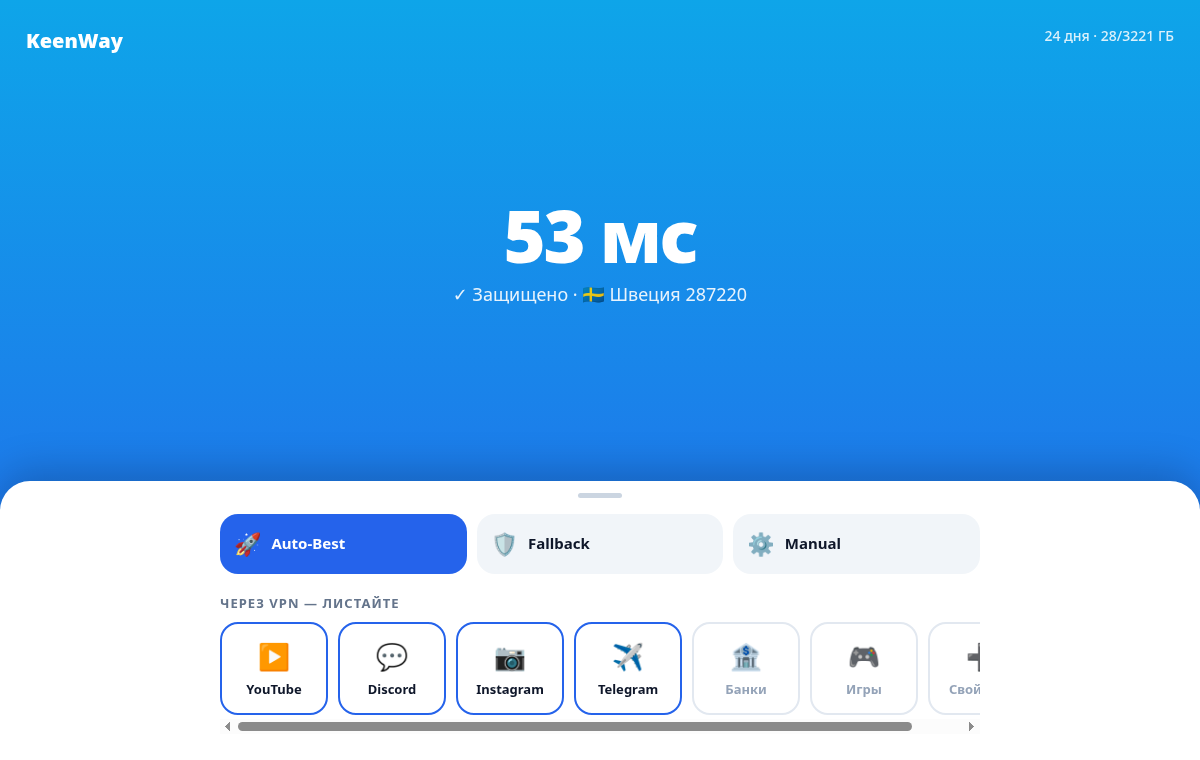 KeenWay
24 дня · 28/3221 ГБ
53 мс
✓ Защищено · 🇸🇪 Швеция 287220
Auto-Best
Fallback
Manual
ЧЕРЕЗ VPN — ЛИСТАЙТЕ
YouTube
Discord
Instagram
Telegram
Банки
Игры
Свой